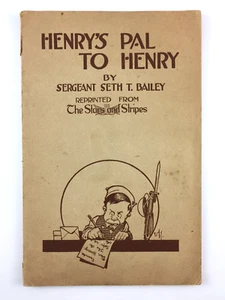 HENRY'S PAL
TO HENRY
BY
SERGEANT SETH T. BAILEY
REPRINTED FROM
The Stars and Stripes